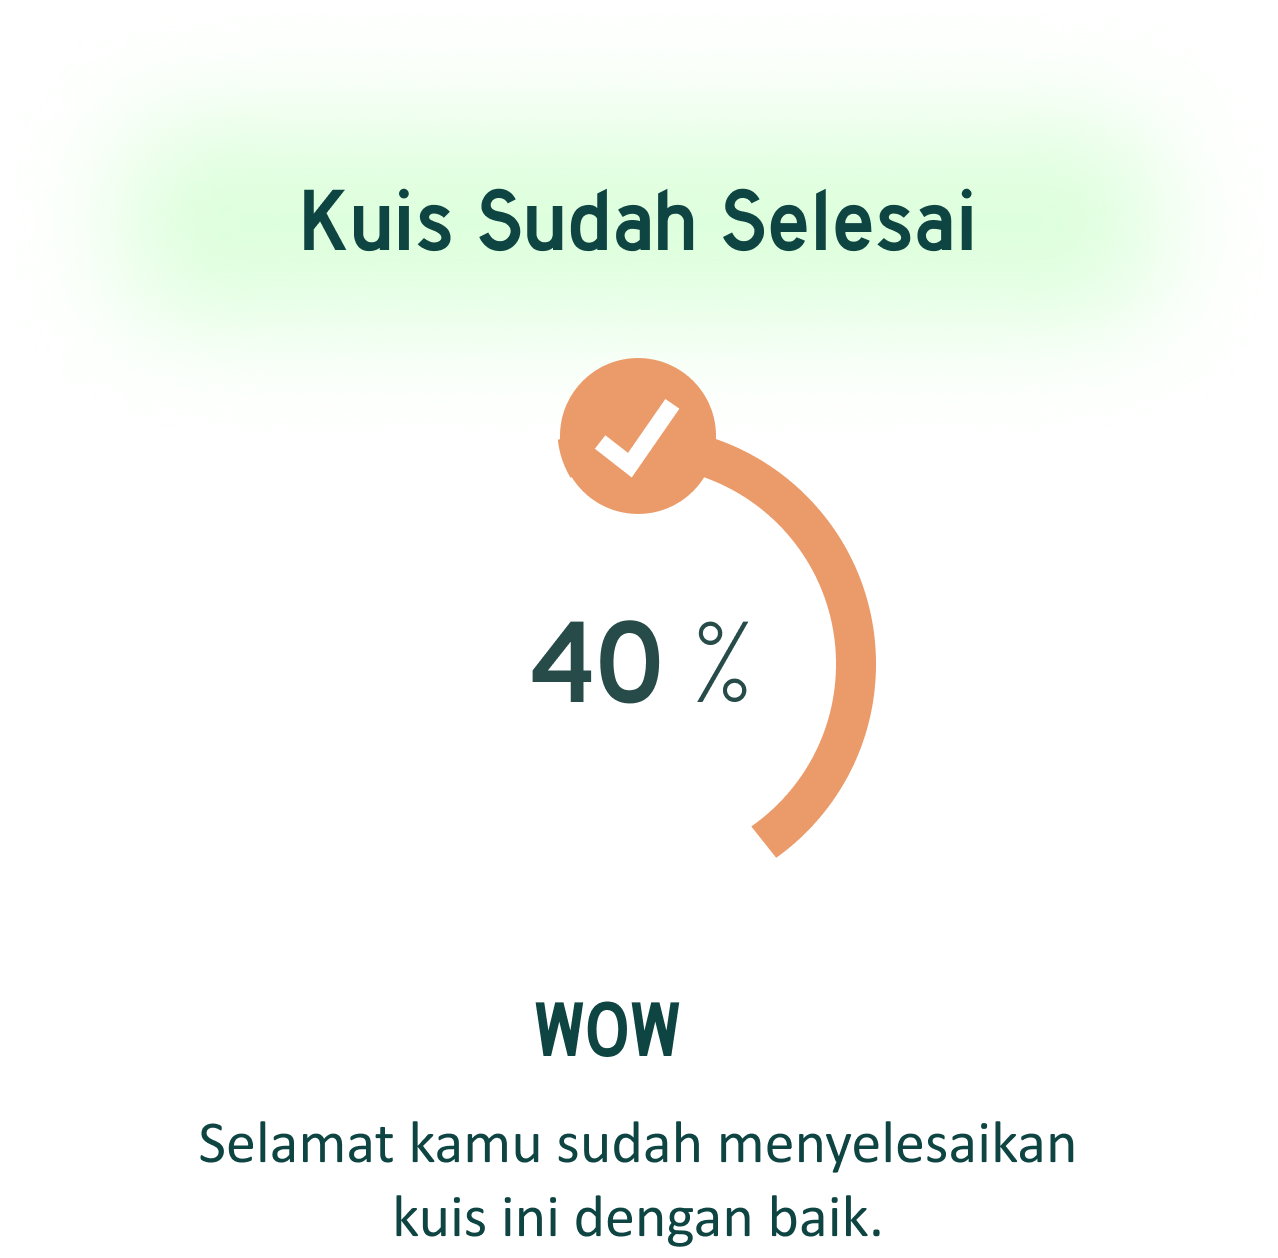 Kuis Sudah Selesai
40 %
WOW
Selamat kamu sudah menyelesaikan
kuis ini dengan baik.